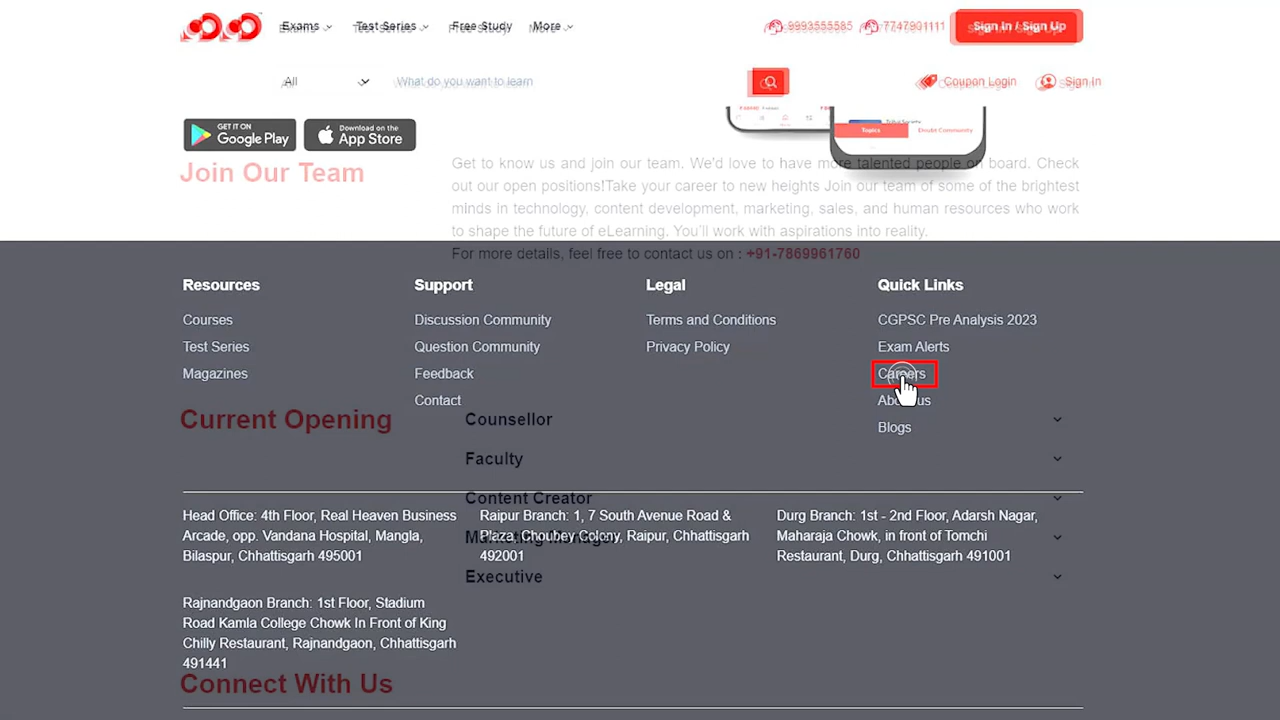 Exams Test Series Free Study More 9993555585 7747901111 Sign In / Sign Up
All What do you want to learn Coupon Login Sign In
GET IT ON
Google Play
Download on the
App Store
Topics Doubt Community
Join Our Team
Get to know us and join our team. We'd love to have more talented people on board. Check
out our open positions!Take your career to new heights Join our team of some of the brightest
minds in technology, content development, marketing, sales, and human resources who work
to shape the future of eLearning. You'll work with aspirations into reality.
For more details, feel free to contact us on : +91-7869961760
Resources
Courses
Test Series
Magazines
Support
Discussion Community
Question Community
Feedback
Contact
Legal
Terms and Conditions
Privacy Policy
Quick Links
CGPSC Pre Analysis 2023
Exam Alerts
Careers
About us
Blogs
Current Opening
Counsellor
Faculty
Content Creator
Marketing Manager
Executive
Head Office: 4th Floor, Real Heaven Business
Arcade, opp. Vandana Hospital, Mangla,
Bilaspur, Chhattisgarh 495001
Raipur Branch: 1, 7 South Avenue Road &
Plaza, Choubey Colony, Raipur, Chhattisgarh
492001
Durg Branch: 1st - 2nd Floor, Adarsh Nagar,
Maharaja Chowk, in front of Tomchi
Restaurant, Durg, Chhattisgarh 491001
Rajnandgaon Branch: 1st Floor, Stadium
Road Kamla College Chowk In Front of King
Chilly Restaurant, Rajnandgaon, Chhattisgarh
491441
Connect With Us